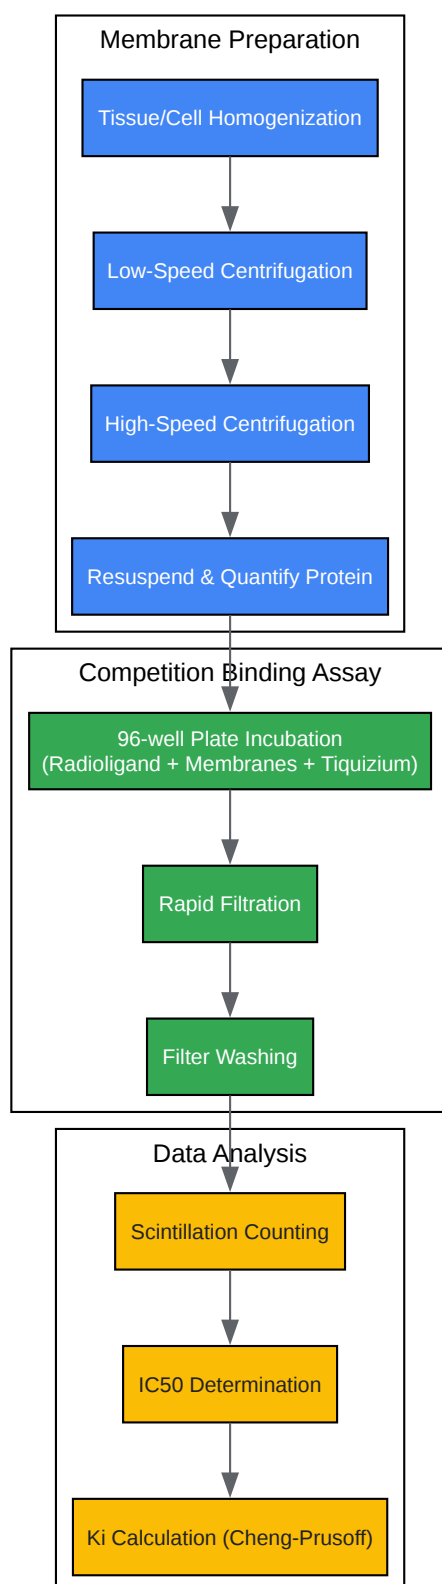 Membrane Preparation
Tissue/Cell Homogenization
Low-Speed Centrifugation
High-Speed Centrifugation
Resuspend & Quantify Protein
Competition Binding Assay
96-well Plate Incubation
(Radioligand + Membranes + Tiquizium)
Rapid Filtration
Filter Washing
Data Analysis
Scintillation Counting
IC50 Determination
Ki Calculation (Cheng-Prusoff)